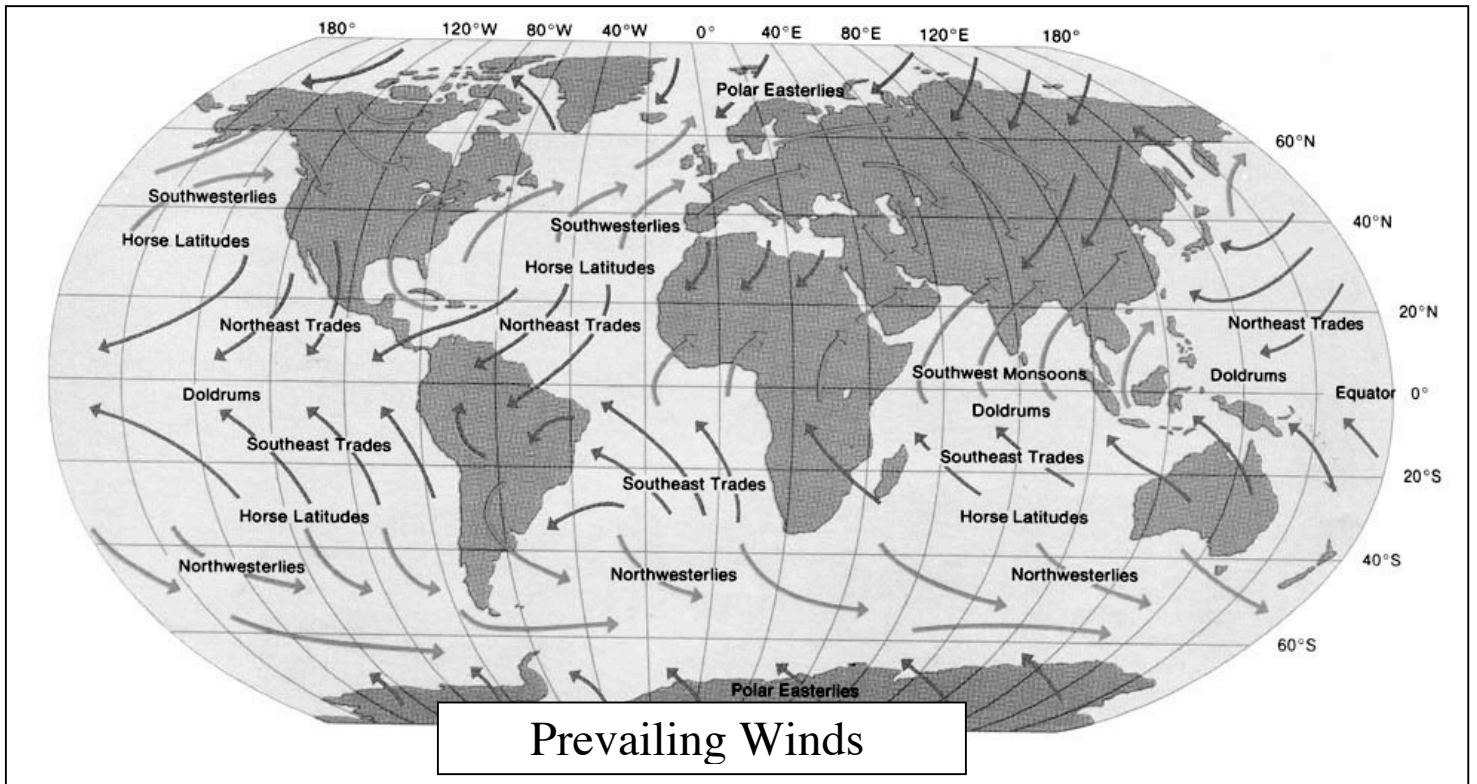 180° 120°W 80°W 40°W 0° 40°E 80°E 120°E 180°
Polar Easterlies
60°N
Southwesterlies
Southwesterlies
40°N
Horse Latitudes
Horse Latitudes
20°N
Northeast Trades
Northeast Trades
Northeast Trades
Southwest Monsoons
Doldrums
Doldrums
Doldrums
Equator 0°
Southeast Trades
Southeast Trades
Southeast Trades
20°S
Horse Latitudes
Horse Latitudes
40°S
Northwesterlies
Northwesterlies
Northwesterlies
60°S
Polar Easterlies
Prevailing Winds